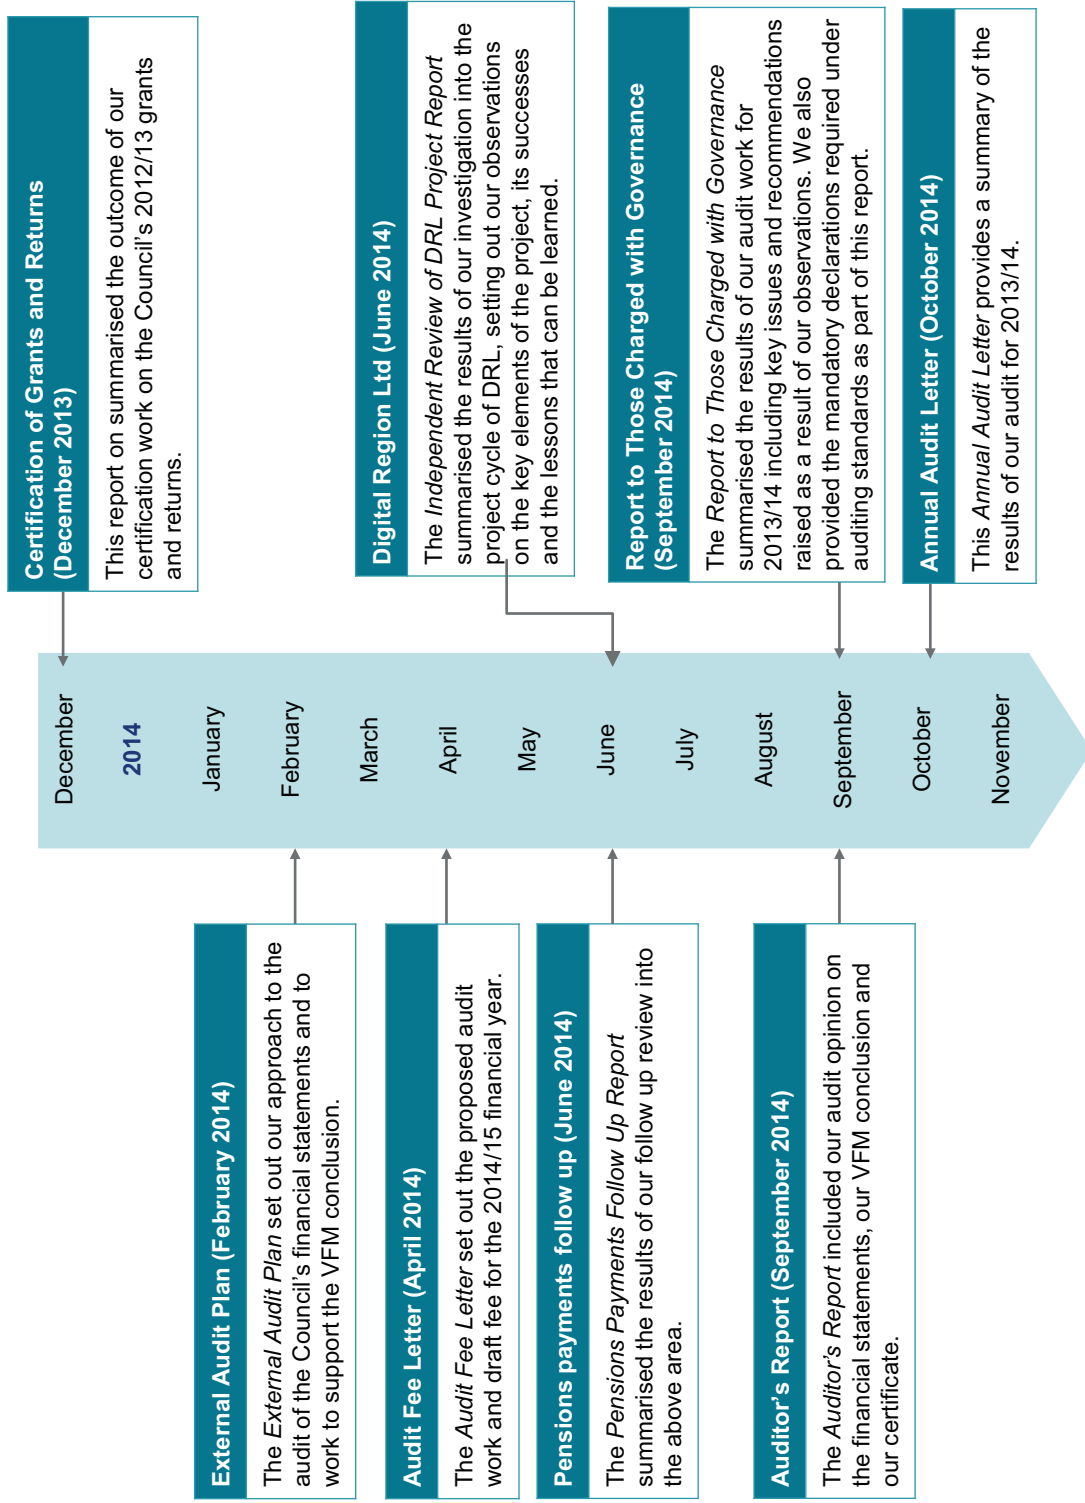 Certification of Grants and Returns
(December 2013)
This report on summarised the outcome of our
certification work on the Council’s 2012/13 grants
and returns.
Digital Region Ltd (June 2014)
The Independent Review of DRL Project Report
summarised the results of our investigation into the
project cycle of DRL, setting out our observations
on the key elements of the project, its successes
and the lessons that can be learned.
Report to Those Charged with Governance
(September 2014)
The Report to Those Charged with Governance
summarised the results of our audit work for
2013/14 including key issues and recommendations
raised as a result of our observations. We also
provided the mandatory declarations required under
auditing standards as part of this report.
Annual Audit Letter (October 2014)
This Annual Audit Letter provides a summary of the
results of our audit for 2013/14.
December
2014
January
February
March
April
May
June
July
August
September
October
November
External Audit Plan (February 2014)
The External Audit Plan set out our approach to the
audit of the Council’s financial statements and to
work to support the VFM conclusion.
Audit Fee Letter (April 2014)
The Audit Fee Letter set out the proposed audit
work and draft fee for the 2014/15 financial year.
Pensions payments follow up (June 2014)
The Pensions Payments Follow Up Report
summarised the results of our follow up review into
the above area.
Auditor’s Report (September 2014)
The Auditor’s Report included our audit opinion on
the financial statements, our VFM conclusion and
our certificate.